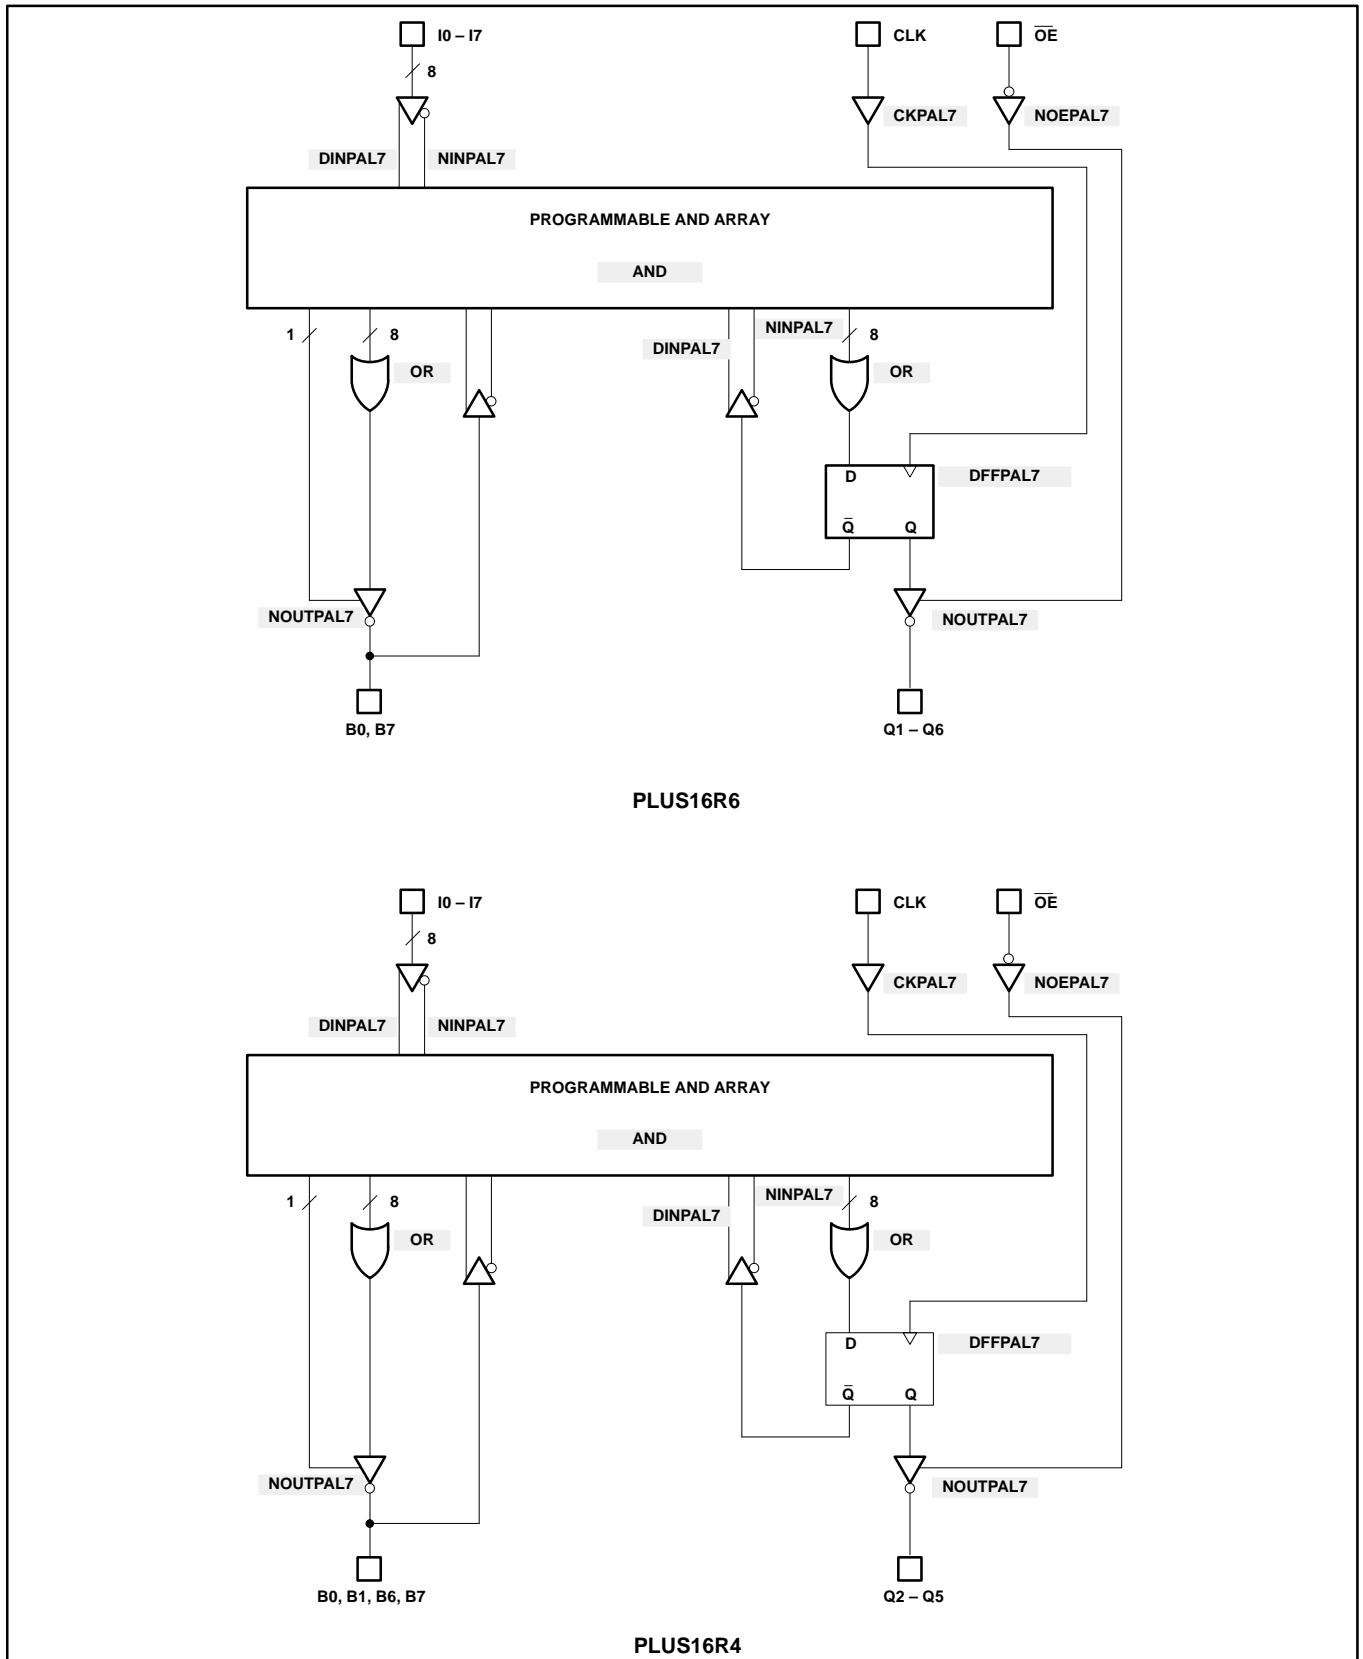 I0 – I7
CLK
OE
8
CKPAL7
NOEPAL7
DINPAL7
NINPAL7
PROGRAMMABLE AND ARRAY
AND
1
8
NINPAL7
8
DINPAL7
OR
OR
D
DFFPAL7
Q
Q
NOUTPAL7
NOUTPAL7
B0, B7
Q1 – Q6
PLUS16R6
I0 – I7
CLK
OE
8
CKPAL7
NOEPAL7
DINPAL7
NINPAL7
PROGRAMMABLE AND ARRAY
AND
1
8
NINPAL7
8
DINPAL7
OR
OR
D
DFFPAL7
Q
Q
NOUTPAL7
NOUTPAL7
B0, B1, B6, B7
Q2 – Q5
PLUS16R4